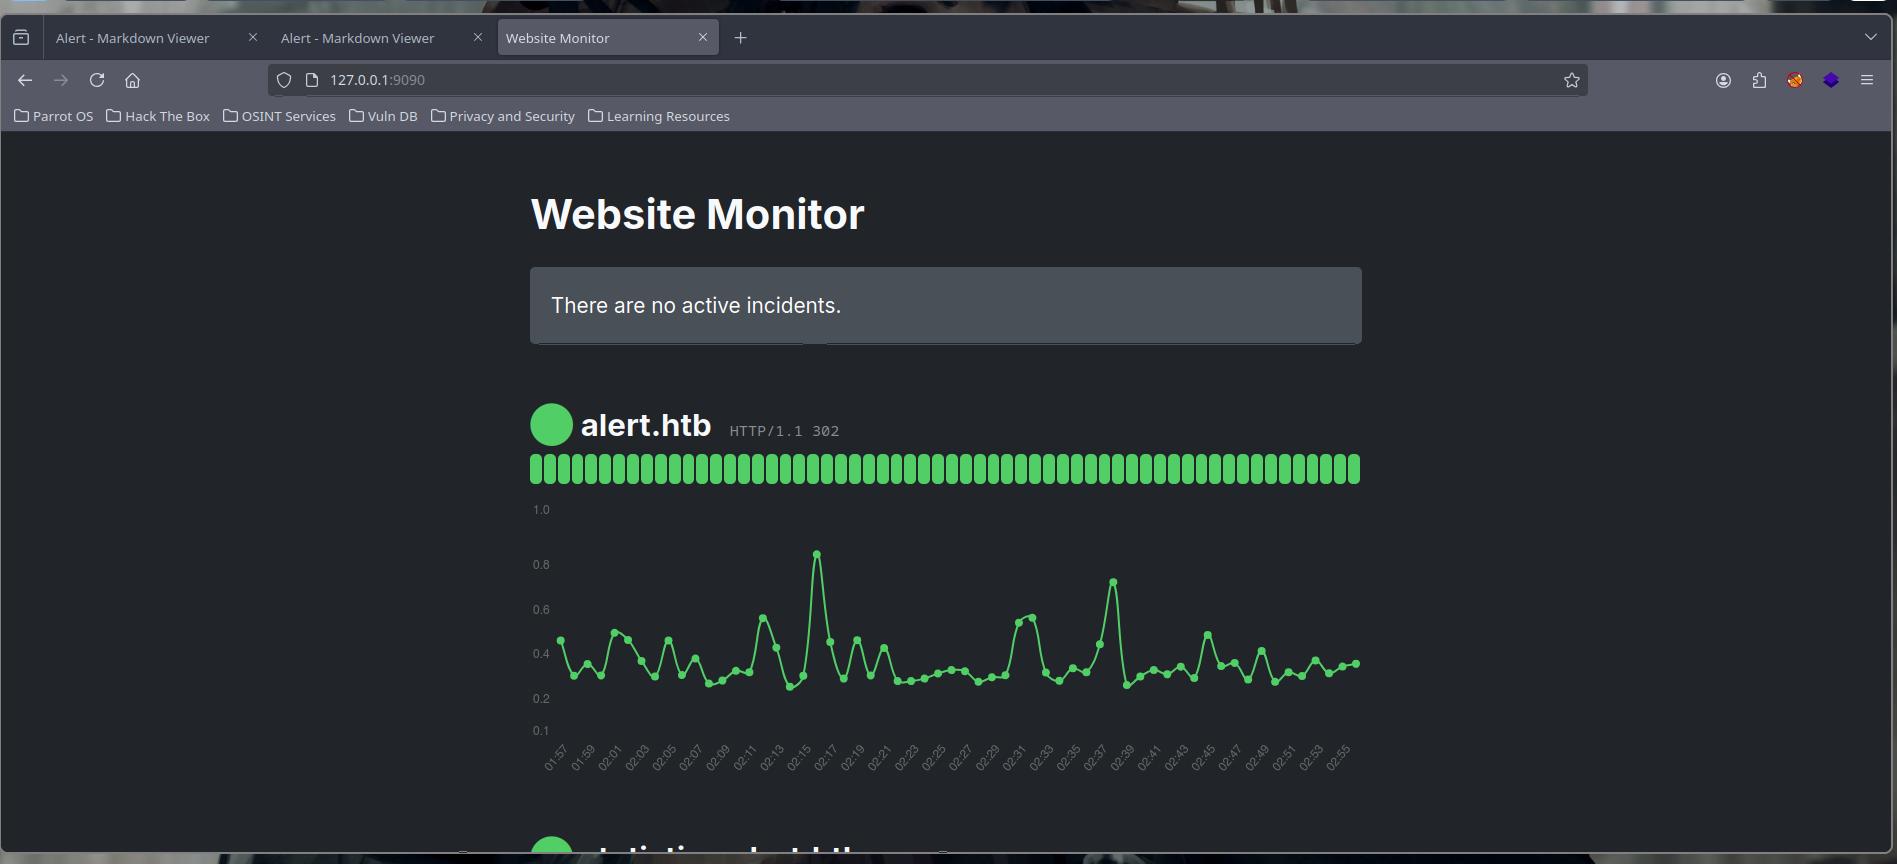 Alert - Markdown Viewer
Alert - Markdown Viewer
Website Monitor
127.0.0.1:9090
Parrot OS
Hack The Box
OSINT Services
Vuln DB
Privacy and Security
Learning Resources
Website Monitor
There are no active incidents.
alert.htb HTTP/1.1 302
1.0
0.8
0.6
0.4
0.2
0.1
01:57 01:59 02:01 02:03 02:05 02:07 02:09 02:11 02:13 02:15 02:17 02:19 02:21 02:23 02:25 02:27 02:29 02:31 02:33 02:35 02:37 02:39 02:41 02:43 02:45 02:47 02:49 02:51 02:53 02:55